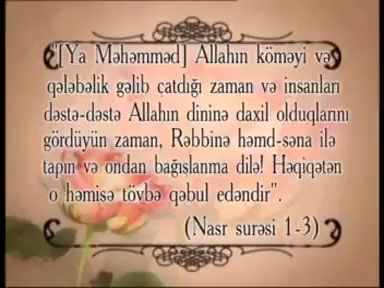 "[Ya Məhəmməd] Allahın köməyi və
qələbəlik gəlib çatdığı zaman və insanları
dəstə-dəstə Allahın dininə daxil olduqlarını
gördüyün zaman, Rəbbinə həmd-səna ilə
tapın və ondan bağışlanma dilə! Həqiqətən
o həmişə tövbə qəbul edəndir".
(Nasr surəsi 1-3)